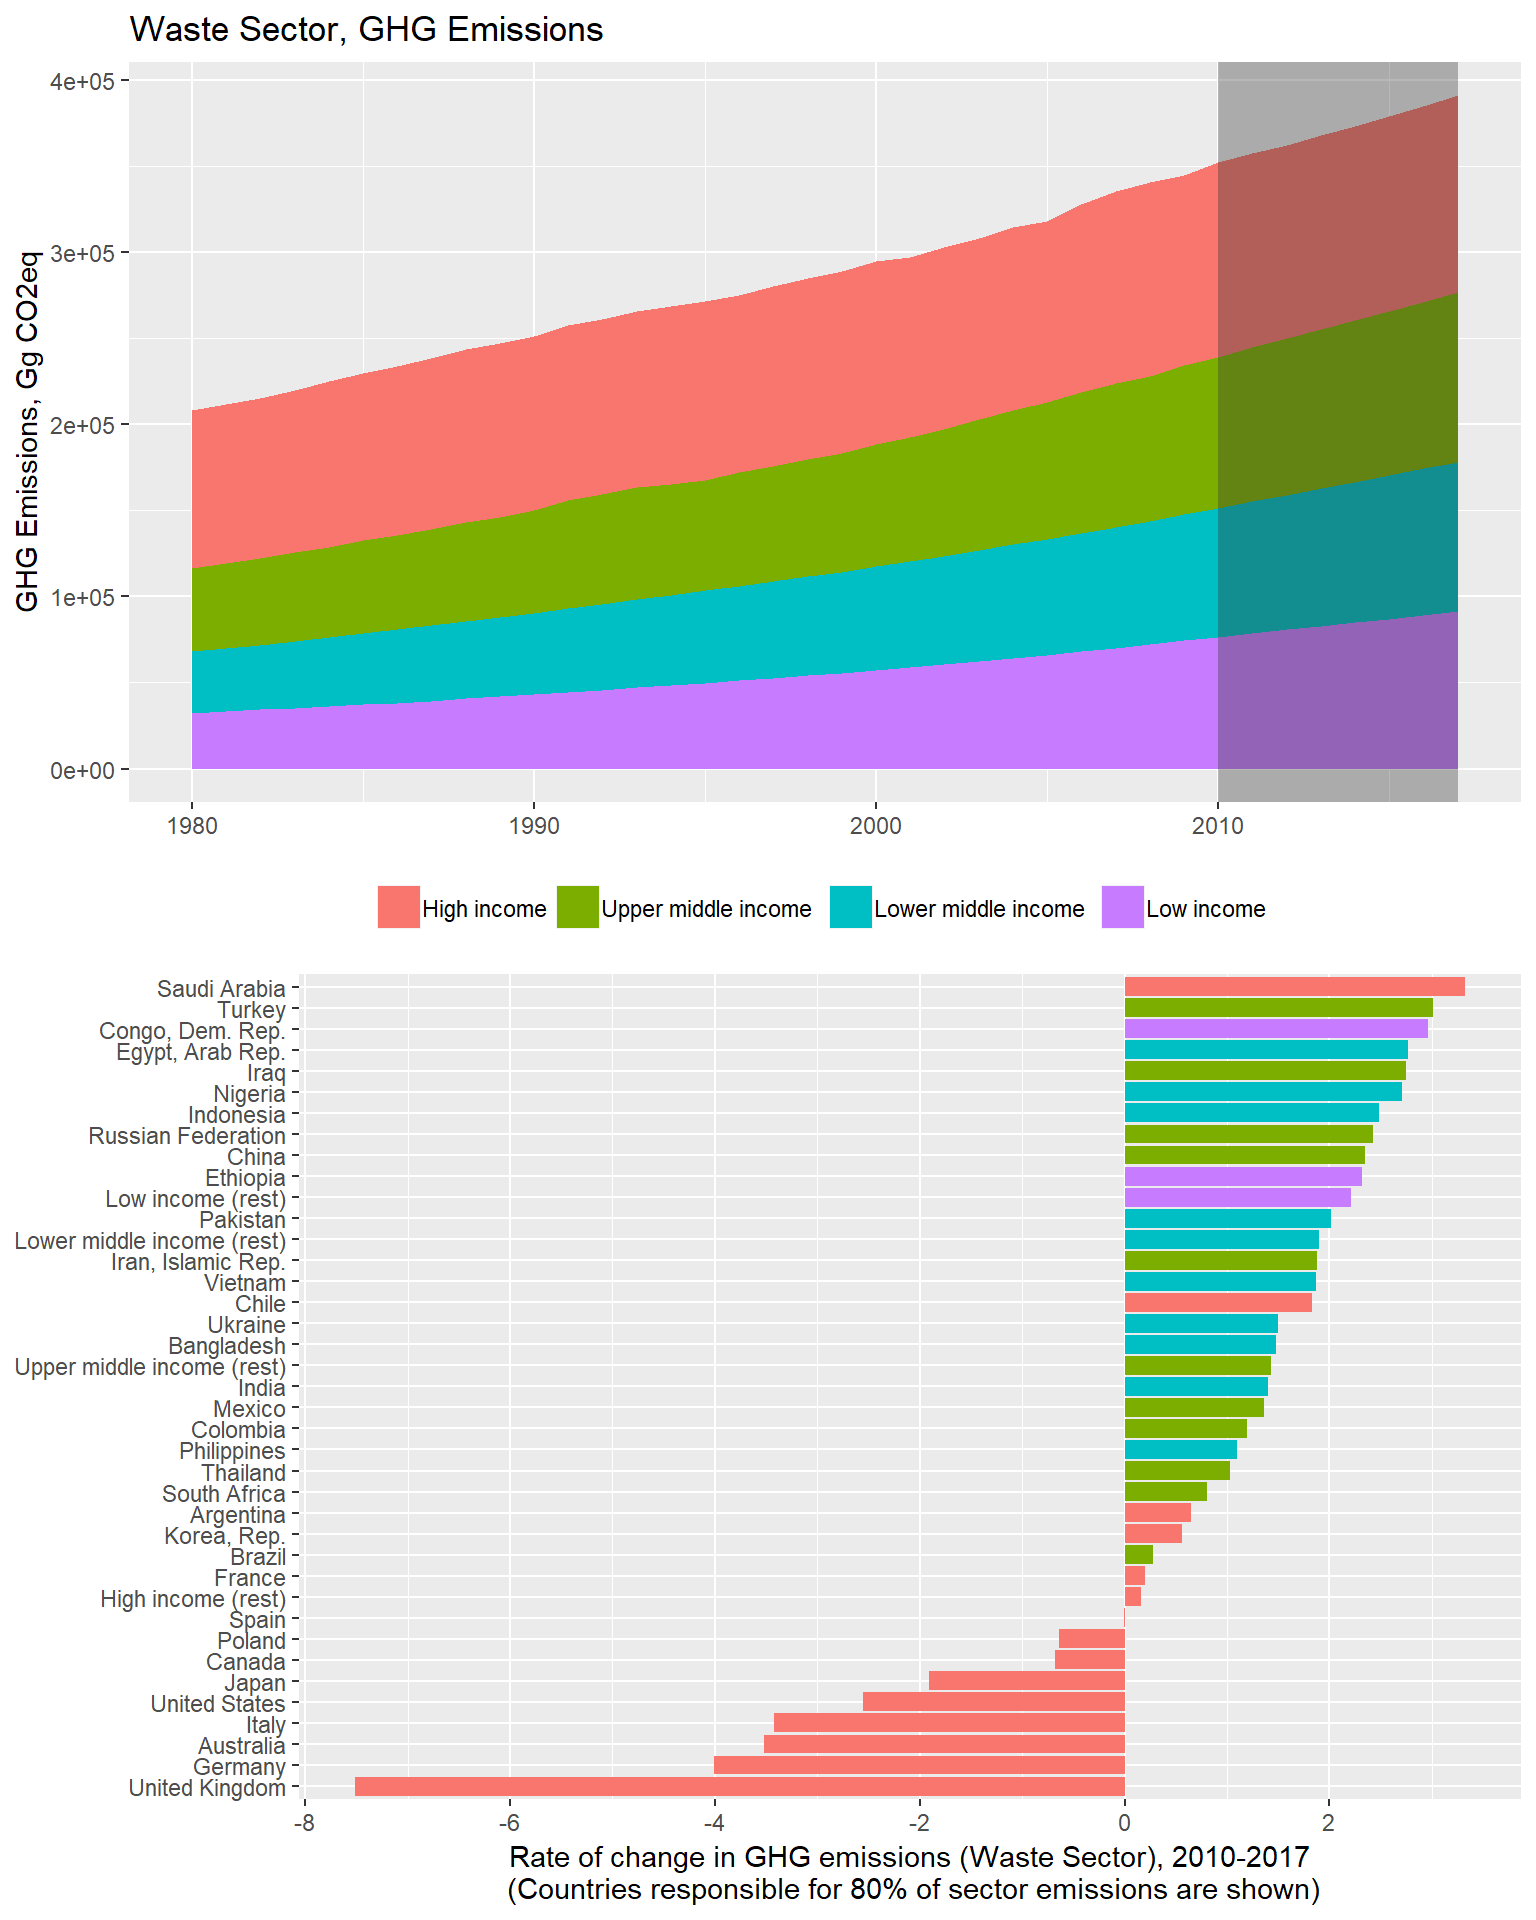 Waste Sector, GHG Emissions
4e+05
3e+05
2e+05
1e+05
0e+00
GHG Emissions, Gg CO2eq
1980 1990 2000 2010
High income Upper middle income Lower middle income Low income
Saudi Arabia
Turkey
Congo, Dem. Rep.
Egypt, Arab Rep.
Iraq
Nigeria
Indonesia
Russian Federation
China
Ethiopia
Low income (rest)
Pakistan
Lower middle income (rest)
Iran, Islamic Rep.
Vietnam
Chile
Ukraine
Bangladesh
Upper middle income (rest)
India
Mexico
Colombia
Philippines
Thailand
South Africa
Argentina
Korea, Rep.
Brazil
France
High income (rest)
Spain
Poland
Canada
Japan
United States
Italy
Australia
Germany
United Kingdom
-8 -6 -4 -2 0 2
Rate of change in GHG emissions (Waste Sector), 2010-2017
(Countries responsible for 80% of sector emissions are shown)